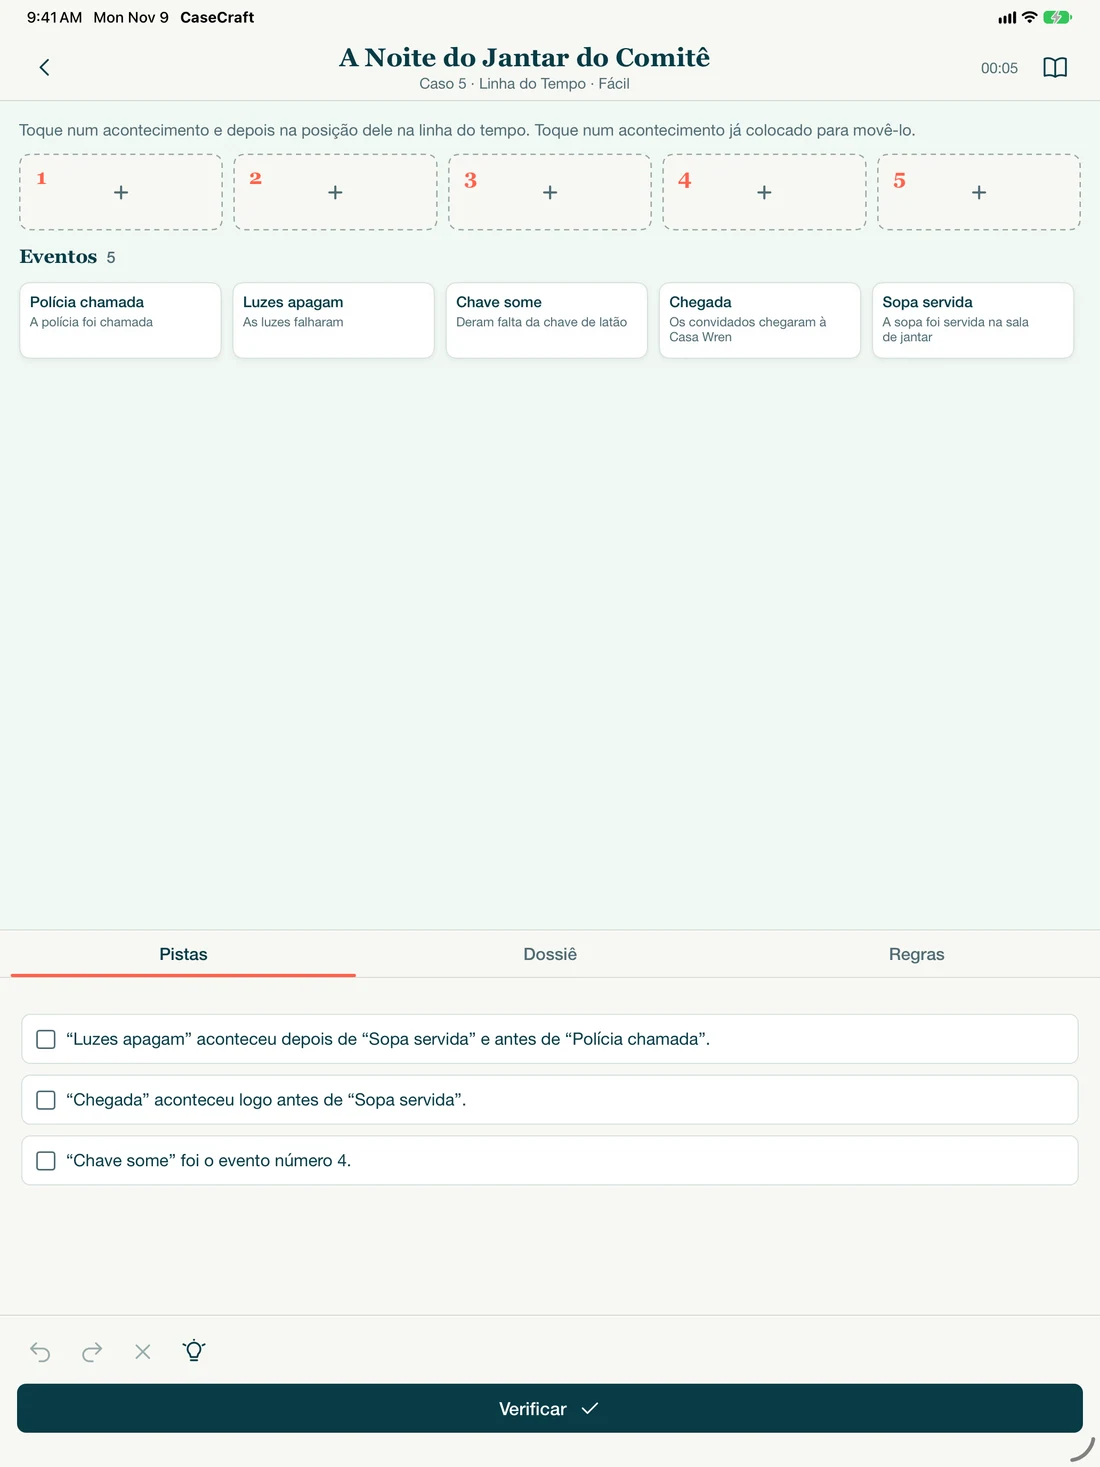 9:41 AM Mon Nov 9 CaseCraft
A Noite do Jantar do Comitê
Caso 5 · Linha do Tempo · Fácil
00:05
Toque num acontecimento e depois na posição dele na linha do tempo. Toque num acontecimento já colocado para movê-lo.
1 + 2 + 3 + 4 + 5 +
Eventos 5
Polícia chamada
A polícia foi chamada
Luzes apagam
As luzes falharam
Chave some
Deram falta da chave de latão
Chegada
Os convidados chegaram à
Casa Wren
Sopa servida
A sopa foi servida na sala
de jantar
Pistas Dossiê Regras
“Luzes apagam” aconteceu depois de “Sopa servida” e antes de “Polícia chamada”.
“Chegada” aconteceu logo antes de “Sopa servida”.
“Chave some” foi o evento número 4.
Verificar